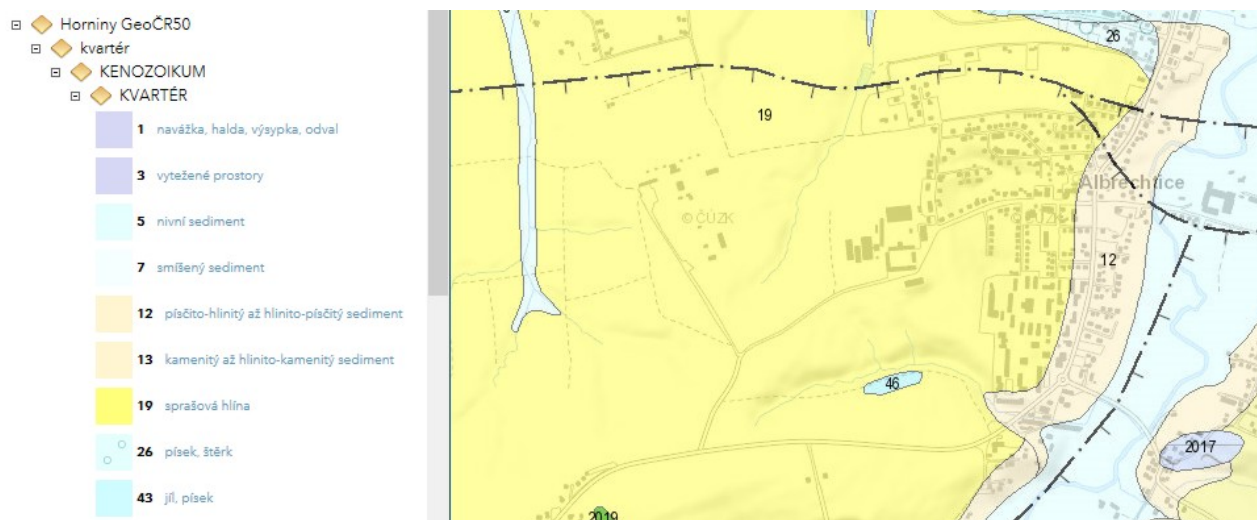 Horniny GeoČR50
kvartér
KENOZOIKUM
KVARTÉR
1 navážka, halda, výsypka, odval
3 vytežené prostory
5 nivní sediment
7 smíšený sediment
12 písčito-hlinitý až hlinito-písčitý sediment
13 kamenitý až hlinito-kamenitý sediment
19 sprašová hlína
26 písek, štěrk
43 jíl, písek
26
19
Albrechtice
© ČÚZK
© ČÚZK
12
46
2017
2019